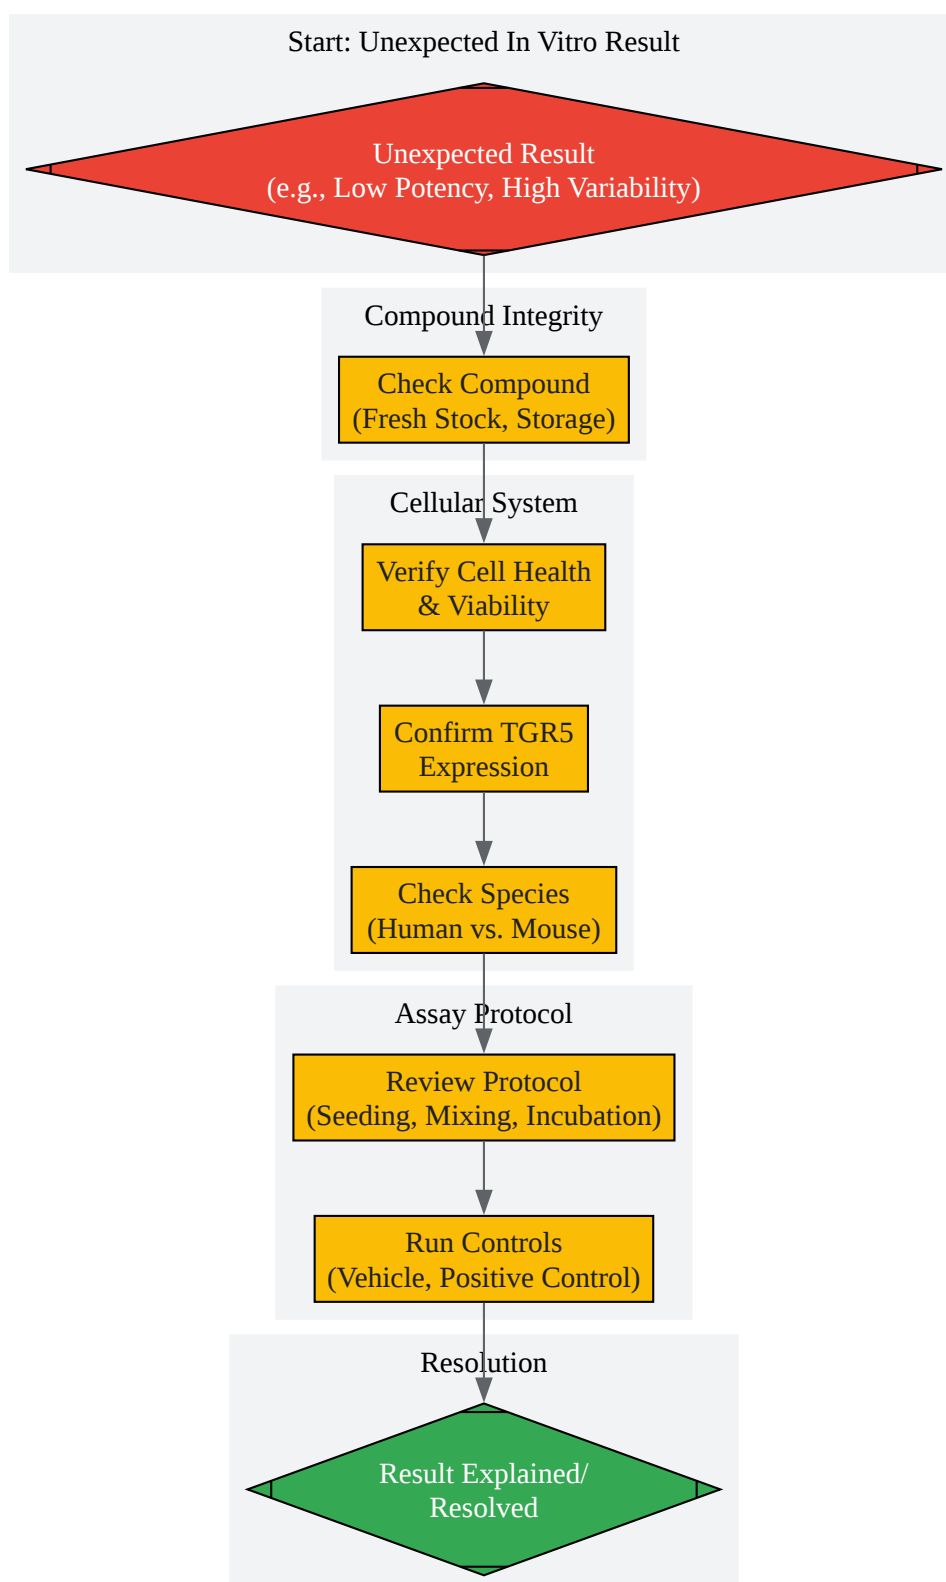 Start: Unexpected In Vitro Result
Unexpected Result
(e.g., Low Potency, High Variability)
Compound Integrity
Check Compound
(Fresh Stock, Storage)
Cellular System
Verify Cell Health
& Viability
Confirm TGR5
Expression
Check Species
(Human vs. Mouse)
Assay Protocol
Review Protocol
(Seeding, Mixing, Incubation)
Run Controls
(Vehicle, Positive Control)
Resolution
Result Explained/
Resolved